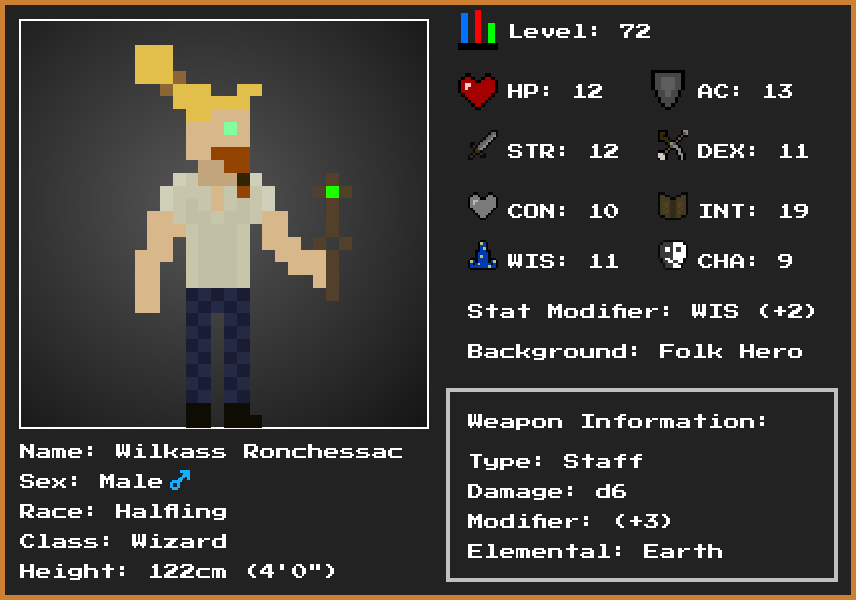 Level: 72
HP: 12
AC: 13
STR: 12
DEX: 11
CON: 10
INT: 19
WIS: 11
CHA: 9
Stat Modifier: WIS (+2)
Background: Folk Hero
Weapon Information:
Type: Staff
Damage: d6
Modifier: (+3)
Elemental: Earth
Name: Wilkass Ronchessac
Sex: Male ♂
Race: Halfling
Class: Wizard
Height: 122cm (4'0")